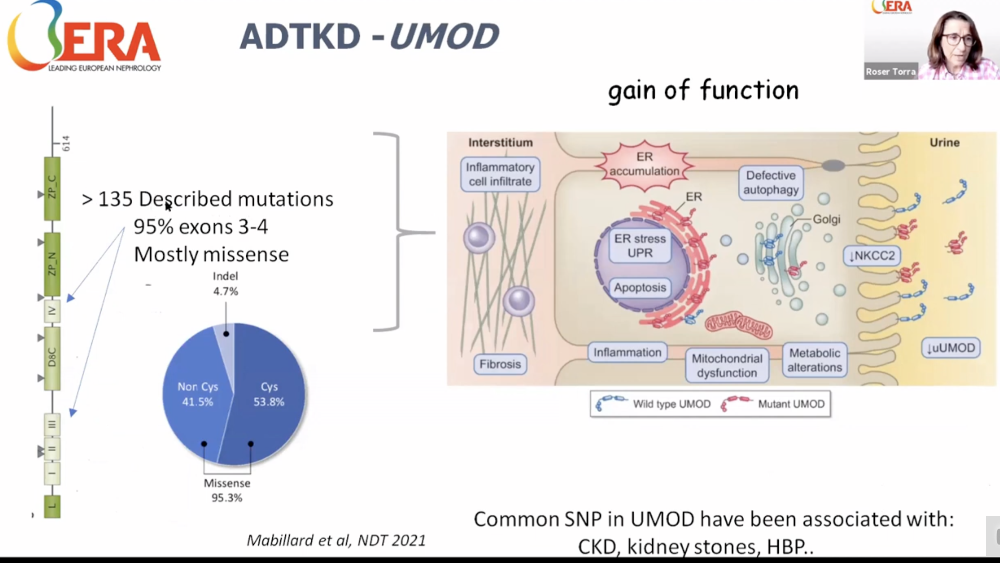 ERA
LEADING EUROPEAN NEPHROLOGY
ADTKD - UMOD
ERA
Roser Torra
gain of function
614
ZP_C
ZP_N
IV
D8C
III
II
I
L
> 135 Described mutations
95% exons 3-4
Mostly missense
Indel
4.7%
Non Cys
41.5%
Cys
53.8%
Missense
95.3%
Mabillard et al, NDT 2021
Interstitium
Inflammatory
cell infiltrate
Fibrosis
ER
accumulation
ER
ER stress
UPR
Apoptosis
Defective
autophagy
Golgi
↓NKCC2
Urine
↓uUMOD
Inflammation
Mitochondrial
dysfunction
Metabolic
alterations
Wild type UMOD
Mutant UMOD
Common SNP in UMOD have been associated with:
CKD, kidney stones, HBP..